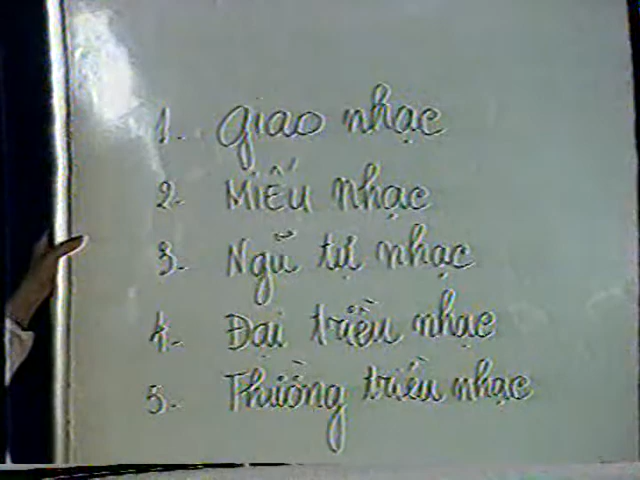 1- Giao nhạc
2- Miếu nhạc
3- Ngũ tự nhạc
4- Đại triều nhạc
5- Thường triều nhạc